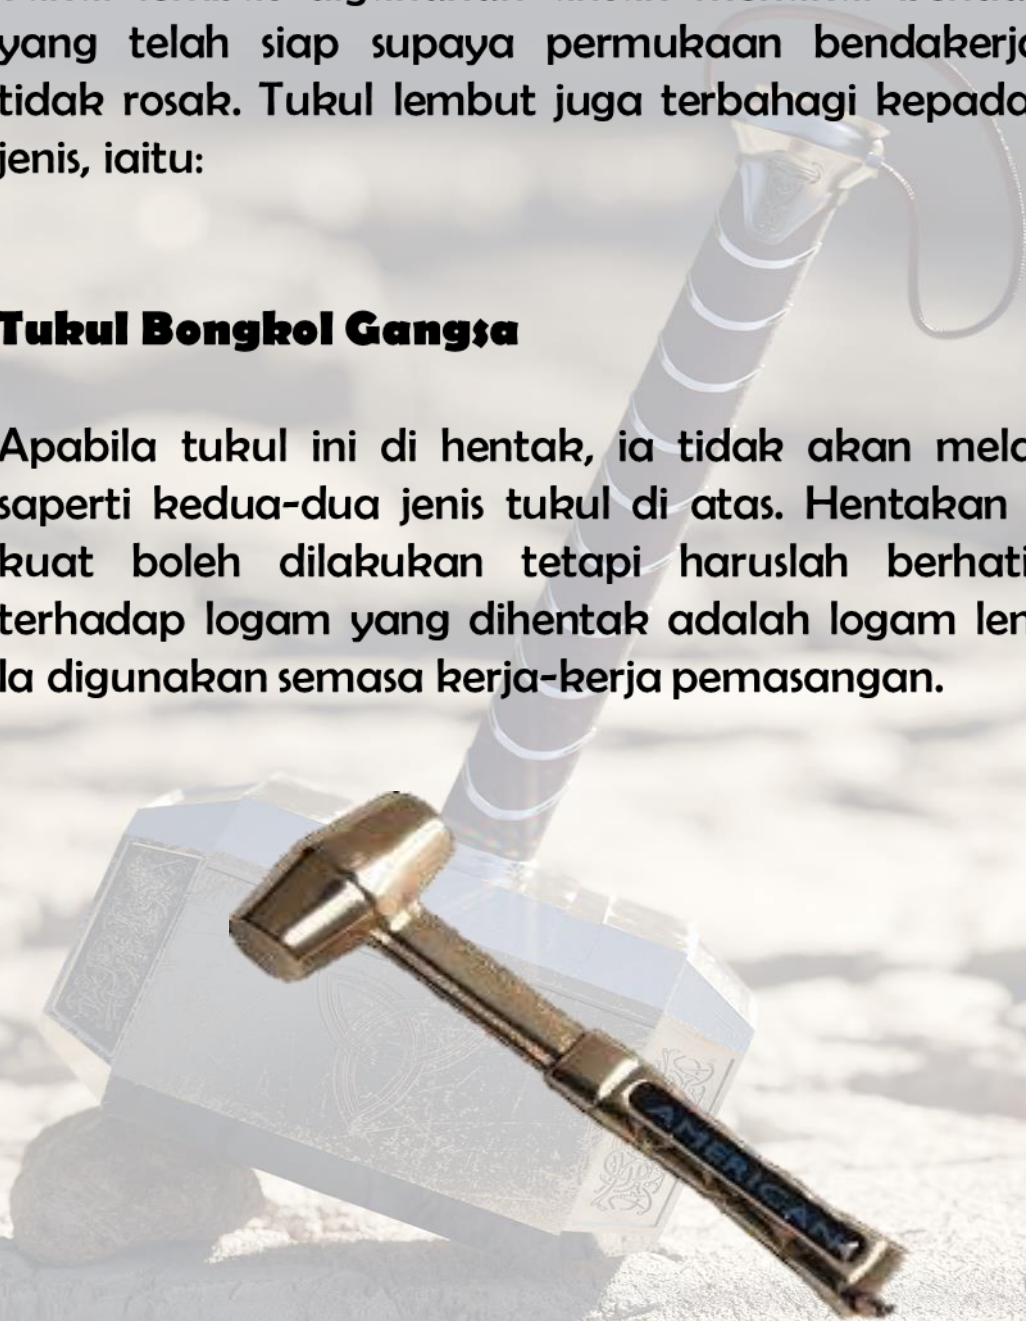 yang telah siap supaya permukaan bendakerja
tidak rosak. Tukul lembut juga terbahagi kepada
jenis, iaitu:
Tukul Bongkol Gangsa
Apabila tukul ini di hentak, ia tidak akan
saperti kedua-dua jenis tukul di atas. Hentakan
kuat boleh dilakukan tetapi haruslah berhati
terhadap logam yang dihentak adalah logam
Ia digunakan semasa kerja-kerja pemasangan.
AMERICAN